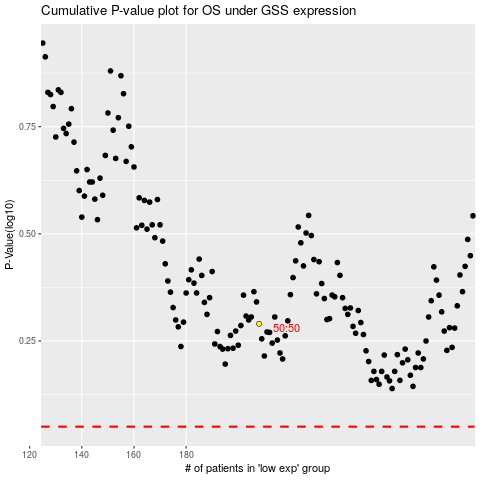 Cumulative P-value plot for OS under GSS expression
P-Value(log10)
0.75
0.50
0.25
50:50
120 140 160 180
# of patients in 'low exp' group